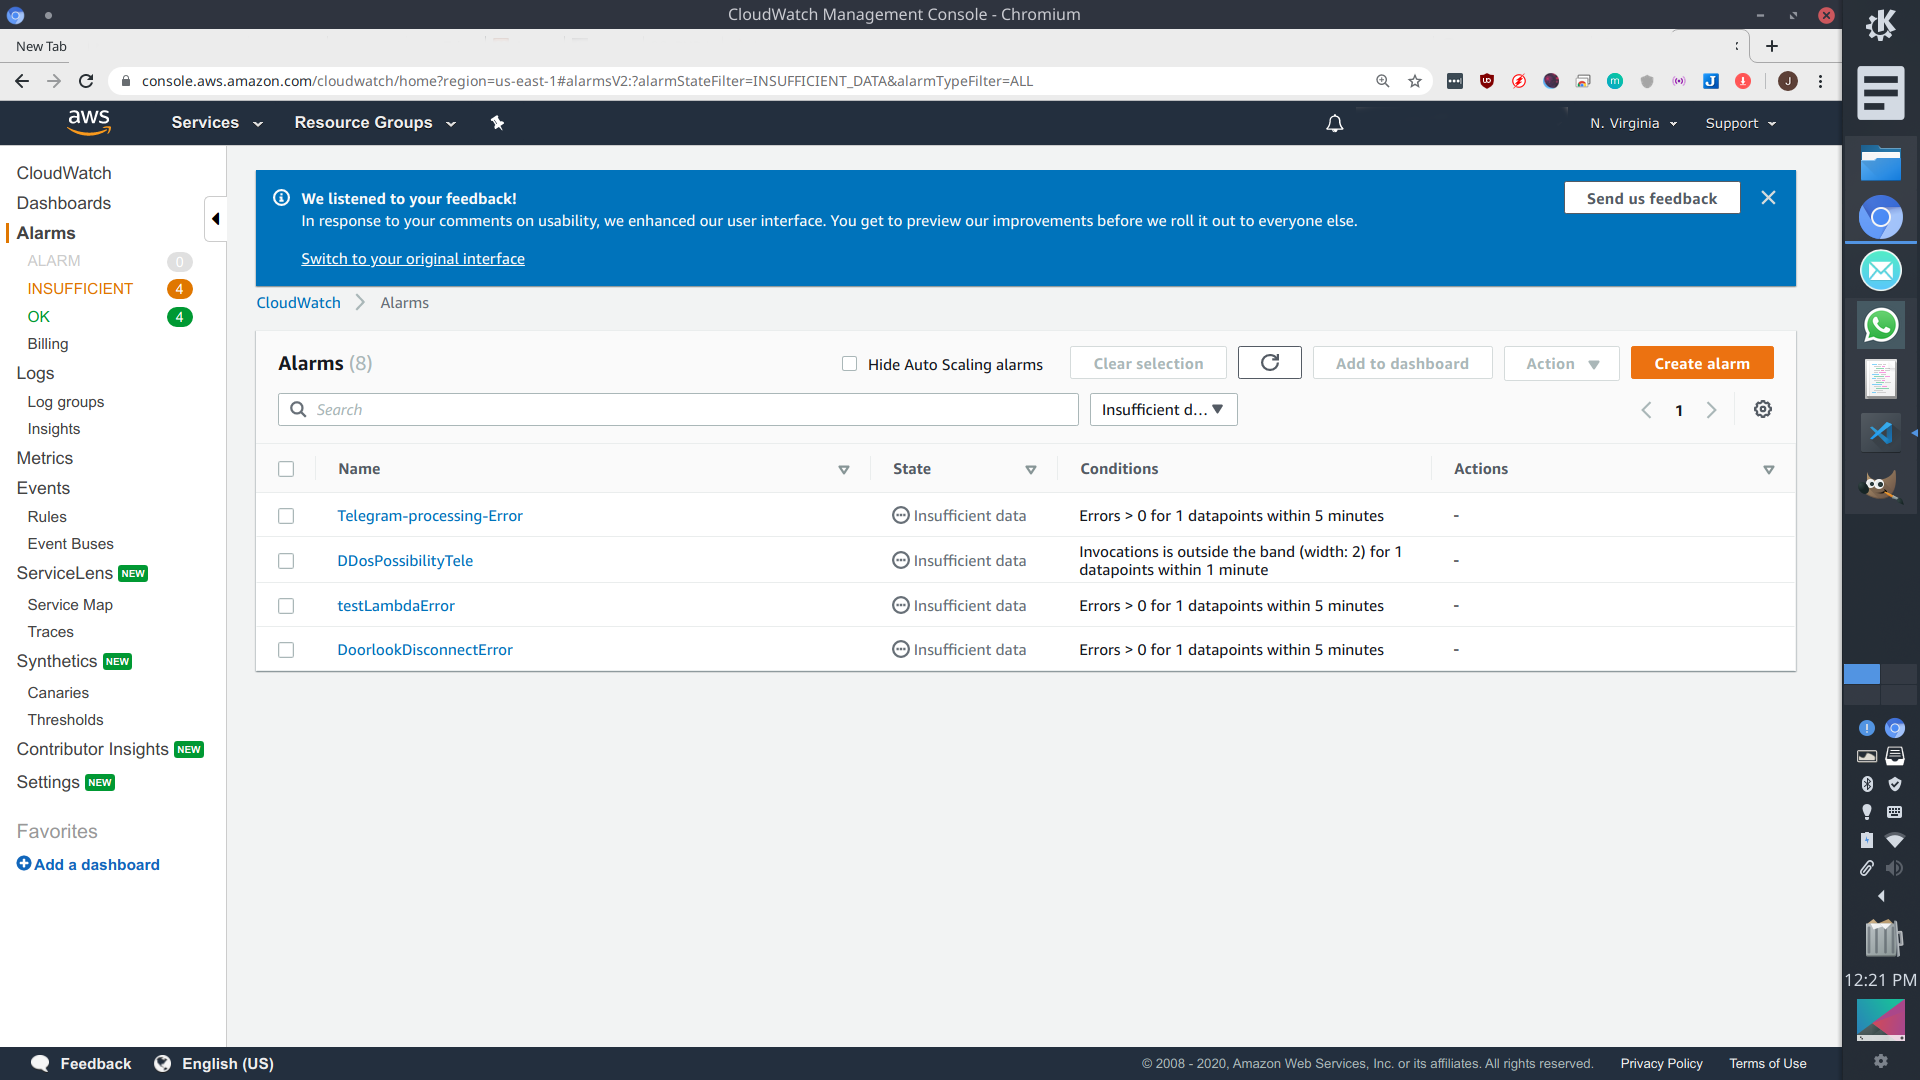 CloudWatch Management Console - Chromium
New Tab
console.aws.amazon.com/cloudwatch/home?region=us-east-1#alarmsV2:?alarmStateFilter=INSUFFICIENT_DATA&alarmTypeFilter=ALL
J
aws
Services
Resource Groups
N. Virginia
Support
CloudWatch
Dashboards
Alarms
ALARM 0
INSUFFICIENT 4
OK 4
Billing
Logs
Log groups
Insights
Metrics
Events
Rules
Event Buses
ServiceLens NEW
Service Map
Traces
Synthetics NEW
Canaries
Thresholds
Contributor Insights NEW
Settings NEW
Favorites
Add a dashboard
We listened to your feedback!
In response to your comments on usability, we enhanced our user interface. You get to preview our improvements before we roll it out to everyone else.
Switch to your original interface
Send us feedback
CloudWatch > Alarms
Alarms (8)
Hide Auto Scaling alarms
Clear selection
Add to dashboard
Action
Create alarm
Search
Insufficient d...
1
Name State Conditions Actions
Telegram-processing-Error Insufficient data Errors > 0 for 1 datapoints within 5 minutes -
DDosPossibilityTele Insufficient data Invocations is outside the band (width: 2) for 1 -
datapoints within 1 minute
testLambdaError Insufficient data Errors > 0 for 1 datapoints within 5 minutes -
DoorlookDisconnectError Insufficient data Errors > 0 for 1 datapoints within 5 minutes -
12:21 PM
Feedback
English (US)
© 2008 - 2020, Amazon Web Services, Inc. or its affiliates. All rights reserved.
Privacy Policy
Terms of Use